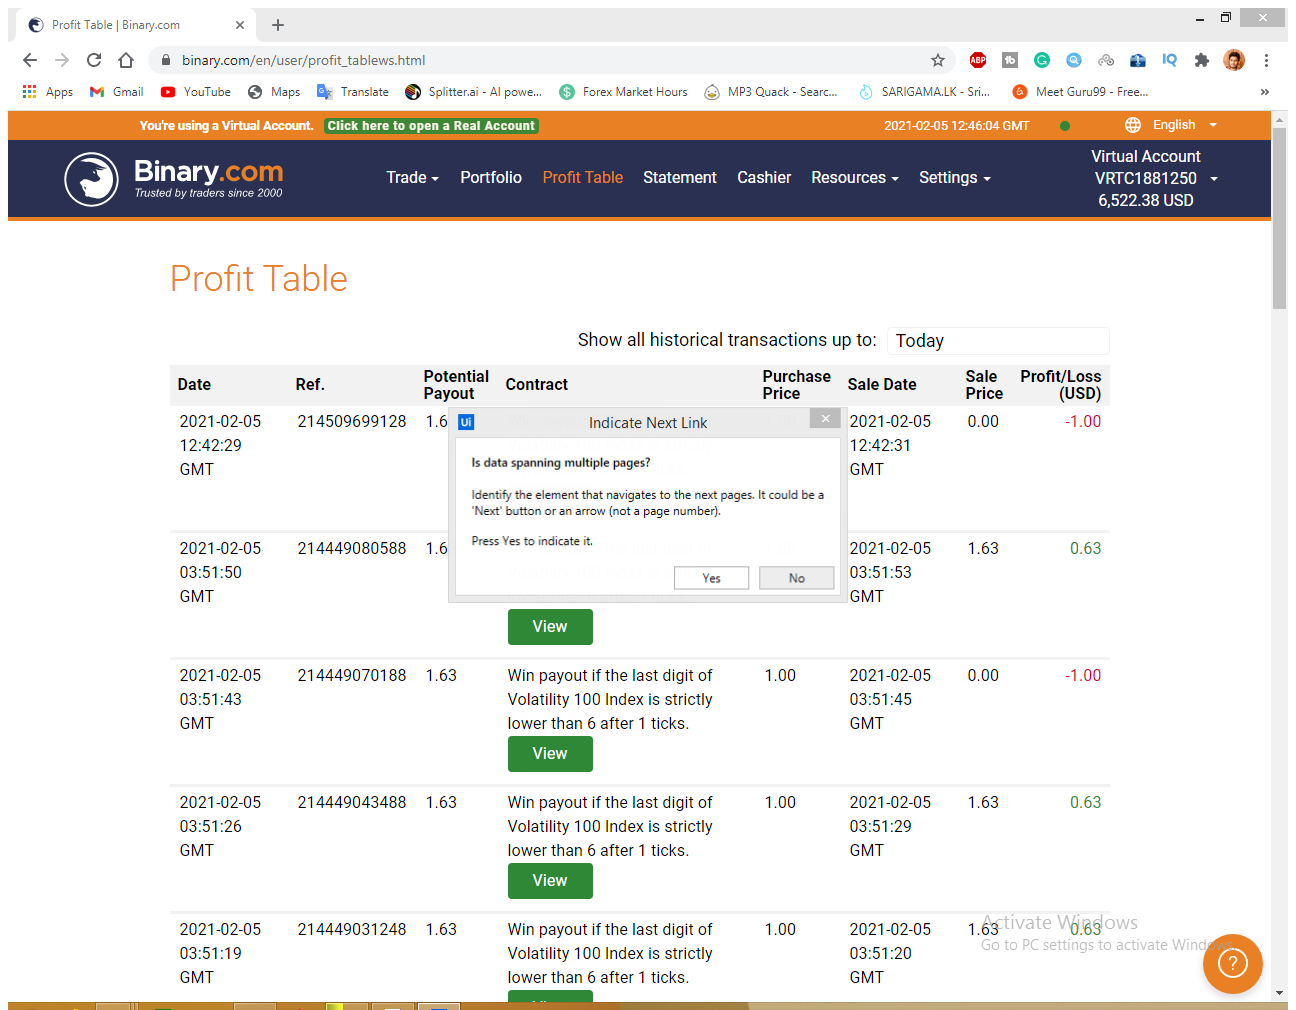 Profit Table | Binary.com
binary.com/en/user/profit_tablews.html
ABP
IQ
Apps
Gmail
YouTube
Maps
Translate
Splitter.ai - AI powe...
Forex Market Hours
MP3 Quack - Searc...
SARIGAMA.LK - Sri...
Meet Guru99 - Free...
»
You're using a Virtual Account. Click here to open a Real Account
2021-02-05 12:46:04 GMT
English
Binary.com
Trusted by traders since 2000
Trade
Portfolio
Profit Table
Statement
Cashier
Resources
Settings
Virtual Account
VRTC1881250
6,522.38 USD
Profit Table
Show all historical transactions up to: Today
Date
Ref.
Potential
Payout
Contract
Purchase
Price
Sale Date
Sale
Price
Profit/Loss
(USD)
2021-02-05
12:42:29
GMT
214509699128
1.6
2021-02-05
12:42:31
GMT
0.00
-1.00
Ui
Indicate Next Link
Is data spanning multiple pages?
Identify the element that navigates to the next pages. It could be a
'Next' button or an arrow (not a page number).
Press Yes to indicate it.
Yes
No
2021-02-05
03:51:50
GMT
214449080588
1.6
View
2021-02-05
03:51:53
GMT
1.63
0.63
2021-02-05
03:51:43
GMT
214449070188
1.63
Win payout if the last digit of
Volatility 100 Index is strictly
lower than 6 after 1 ticks.
View
1.00
2021-02-05
03:51:45
GMT
0.00
-1.00
2021-02-05
03:51:26
GMT
214449043488
1.63
Win payout if the last digit of
Volatility 100 Index is strictly
lower than 6 after 1 ticks.
View
1.00
2021-02-05
03:51:29
GMT
1.63
0.63
2021-02-05
03:51:19
GMT
214449031248
1.63
Win payout if the last digit of
Volatility 100 Index is strictly
lower than 6 after 1 ticks.
1.00
2021-02-05
03:51:20
GMT
1.63
0.63
Activate Windows
Go to PC settings to activate Windows.
?